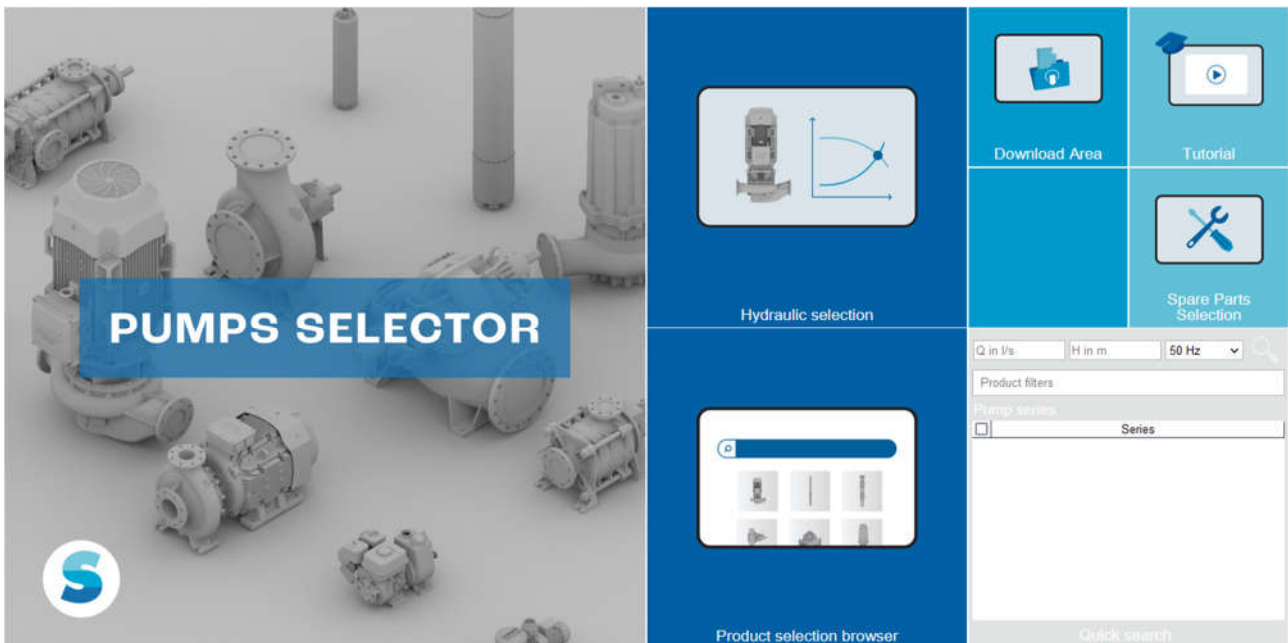 PUMPS SELECTOR
Hydraulic selection
Product selection browser
Download Area
Tutorial
Spare Parts
Selection
Q in l/s
H in m
50 Hz
Product filters
Pump series
Series
Quick search